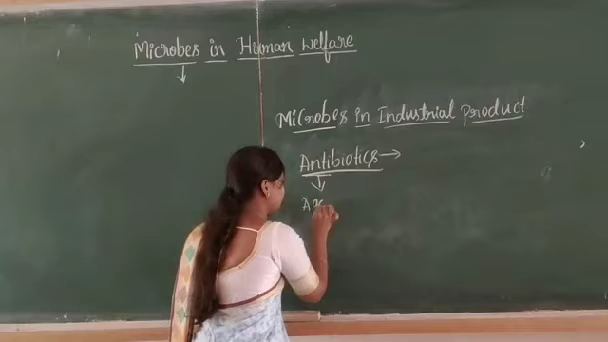 Microbes in Human welfare
Microbes in Industrial Product
Antibiotics →